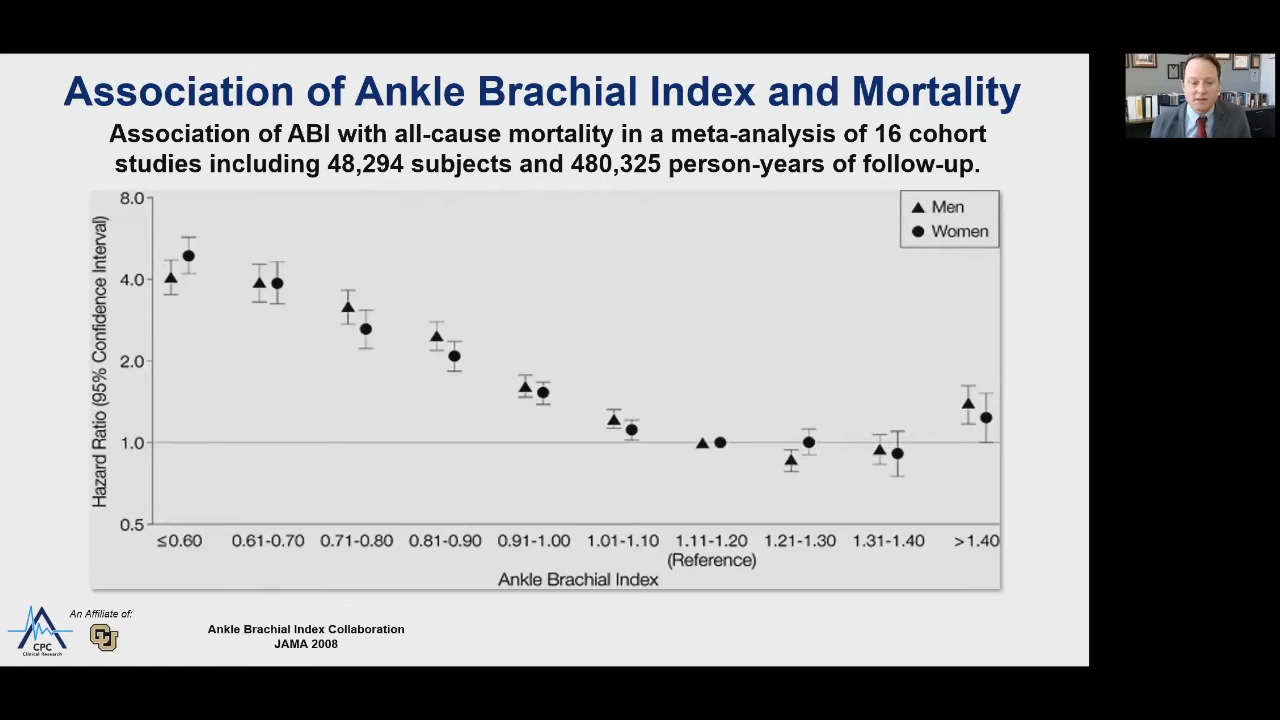 Association of Ankle Brachial Index and Mortality
Association of ABI with all-cause mortality in a meta-analysis of 16 cohort
studies including 48,294 subjects and 480,325 person-years of follow-up.
Hazard Ratio (95% Confidence Interval)
8.0
4.0
2.0
1.0
0.5
Men
Women
≤0.60 0.61-0.70 0.71-0.80 0.81-0.90 0.91-1.00 1.01-1.10 1.11-1.20 1.21-1.30 1.31-1.40 >1.40
(Reference)
Ankle Brachial Index
An Affiliate of:
CPC
Clinical Research
CU
Ankle Brachial Index Collaboration
JAMA 2008